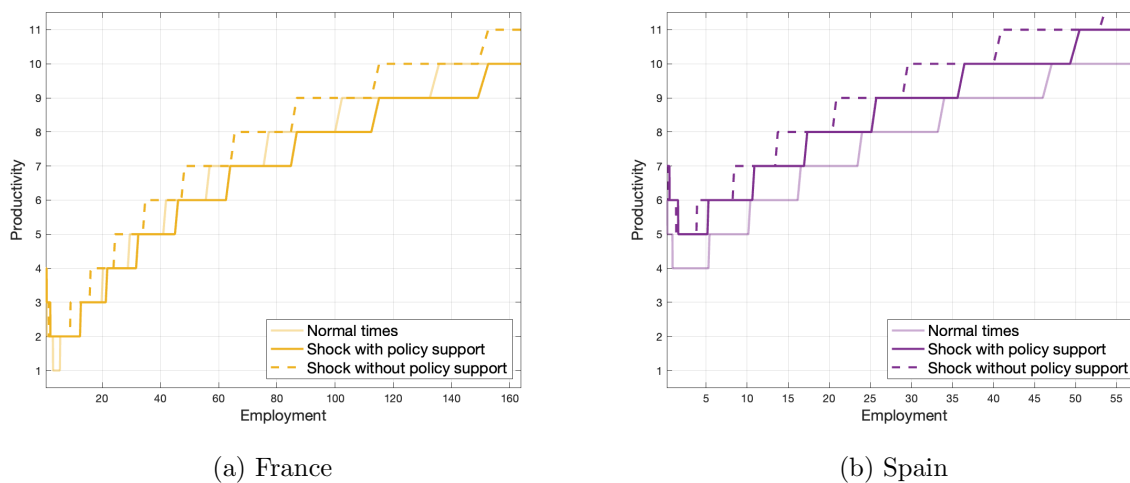 11
10
9
8
7
6
5
4
3
2
1
Productivity
Normal times
Shock with policy support
Shock without policy support
20 40 60 80 100 120 140 160
Employment
(a) France
11
10
9
8
7
6
5
4
3
2
1
Productivity
Normal times
Shock with policy support
Shock without policy support
5 10 15 20 25 30 35 40 45 50 55
Employment
(b) Spain